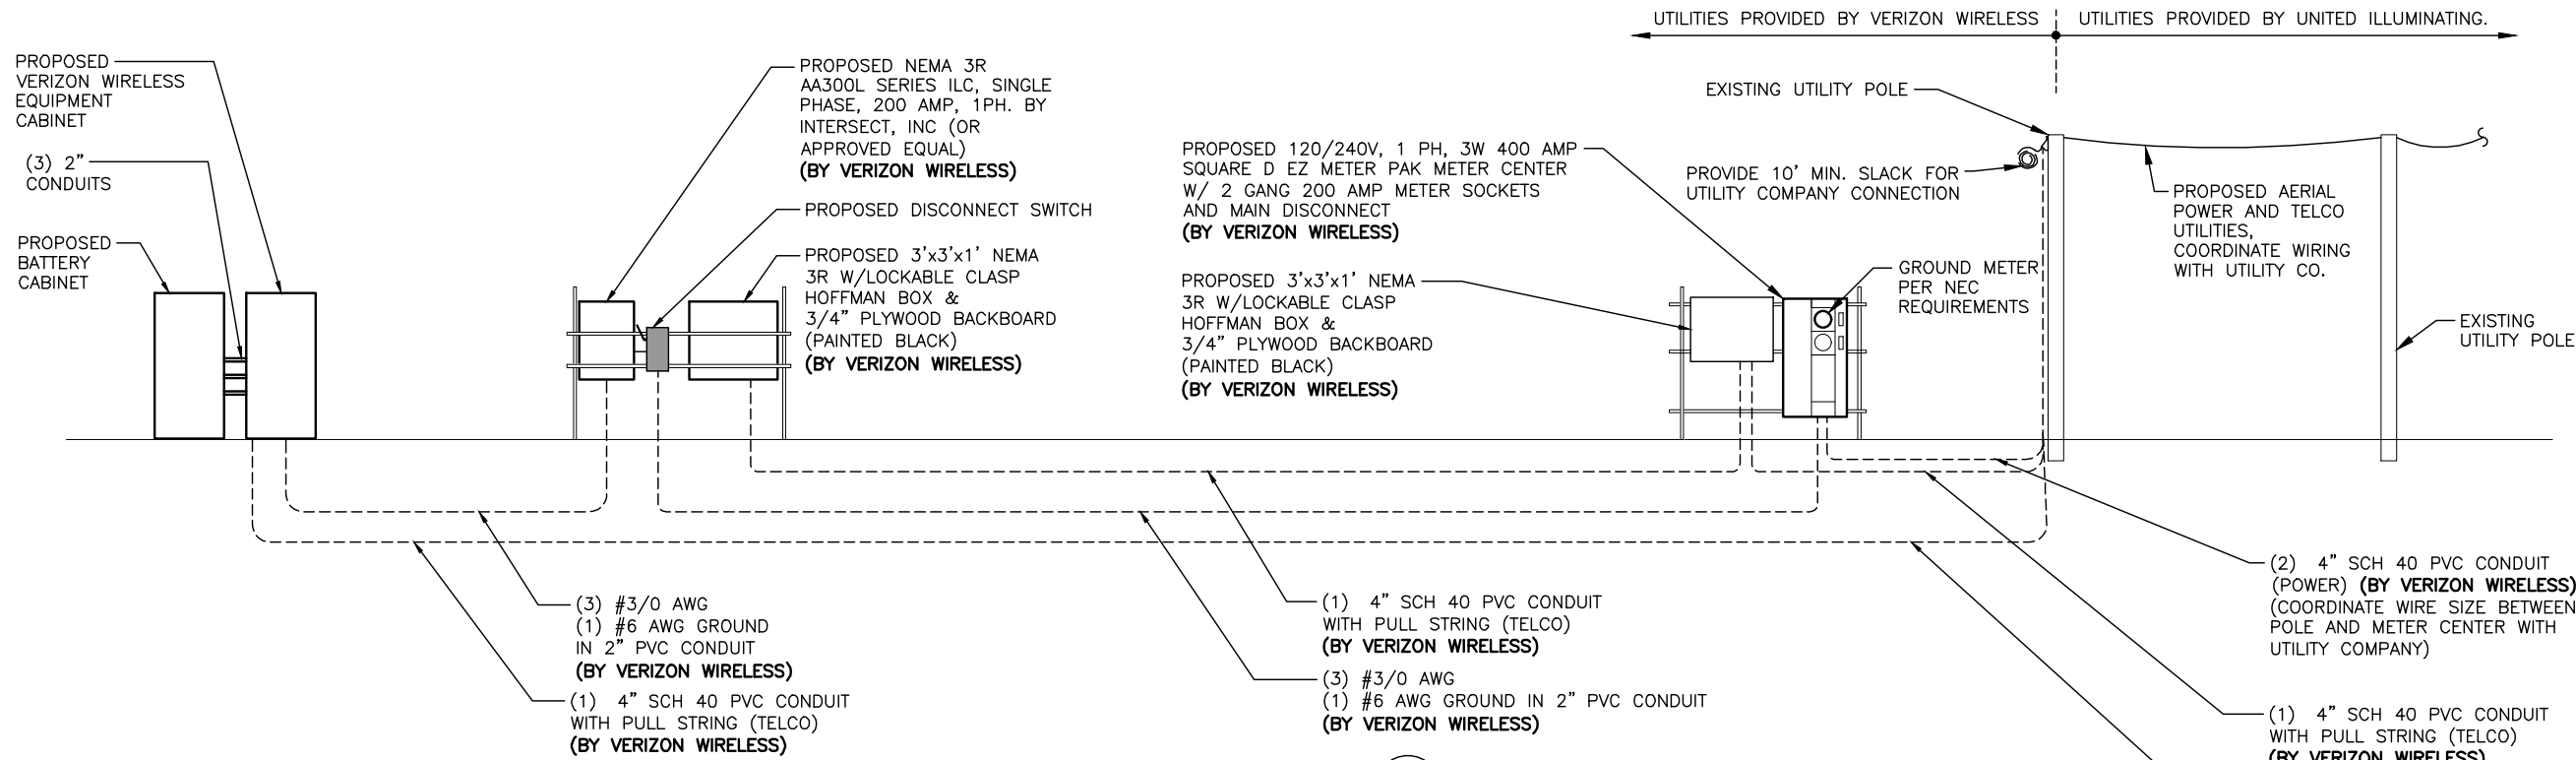 UTILITIES PROVIDED BY VERIZON WIRELESS
UTILITIES PROVIDED BY UNITED ILLUMINATING.
PROPOSED
VERIZON WIRELESS
EQUIPMENT
CABINET
(3) 2"
CONDUITS
PROPOSED
BATTERY
CABINET
PROPOSED NEMA 3R
AA300L SERIES ILC, SINGLE
PHASE, 200 AMP, 1PH. BY
INTERSECT, INC (OR
APPROVED EQUAL)
(BY VERIZON WIRELESS)
PROPOSED DISCONNECT SWITCH
PROPOSED 3'x3'x1' NEMA
3R W/LOCKABLE CLASP
HOFFMAN BOX &
3/4" PLYWOOD BACKBOARD
(PAINTED BLACK)
(BY VERIZON WIRELESS)
PROPOSED 120/240V, 1 PH, 3W 400 AMP
SQUARE D EZ METER PAK METER CENTER
W/ 2 GANG 200 AMP METER SOCKETS
AND MAIN DISCONNECT
(BY VERIZON WIRELESS)
PROPOSED 3'x3'x1' NEMA
3R W/LOCKABLE CLASP
HOFFMAN BOX &
3/4" PLYWOOD BACKBOARD
(PAINTED BLACK)
(BY VERIZON WIRELESS)
EXISTING UTILITY POLE
PROVIDE 10' MIN. SLACK FOR
UTILITY COMPANY CONNECTION
GROUND METER
PER NEC
REQUIREMENTS
PROPOSED AERIAL
POWER AND TELCO
UTILITIES,
COORDINATE WIRING
WITH UTILITY CO.
EXISTING
UTILITY POLE
(3) #3/0 AWG
(1) #6 AWG GROUND
IN 2" PVC CONDUIT
(BY VERIZON WIRELESS)
(1) 4" SCH 40 PVC CONDUIT
WITH PULL STRING (TELCO)
(BY VERIZON WIRELESS)
(1) 4" SCH 40 PVC CONDUIT
WITH PULL STRING (TELCO)
(BY VERIZON WIRELESS)
(3) #3/0 AWG
(1) #6 AWG GROUND IN 2" PVC CONDUIT
(BY VERIZON WIRELESS)
(2) 4" SCH 40 PVC CONDUIT
(POWER) (BY VERIZON WIRELESS)
(COORDINATE WIRE SIZE BETWEEN
POLE AND METER CENTER WITH
UTILITY COMPANY)
(1) 4" SCH 40 PVC CONDUIT
WITH PULL STRING (TELCO)
(BY VERIZON WIRELESS)